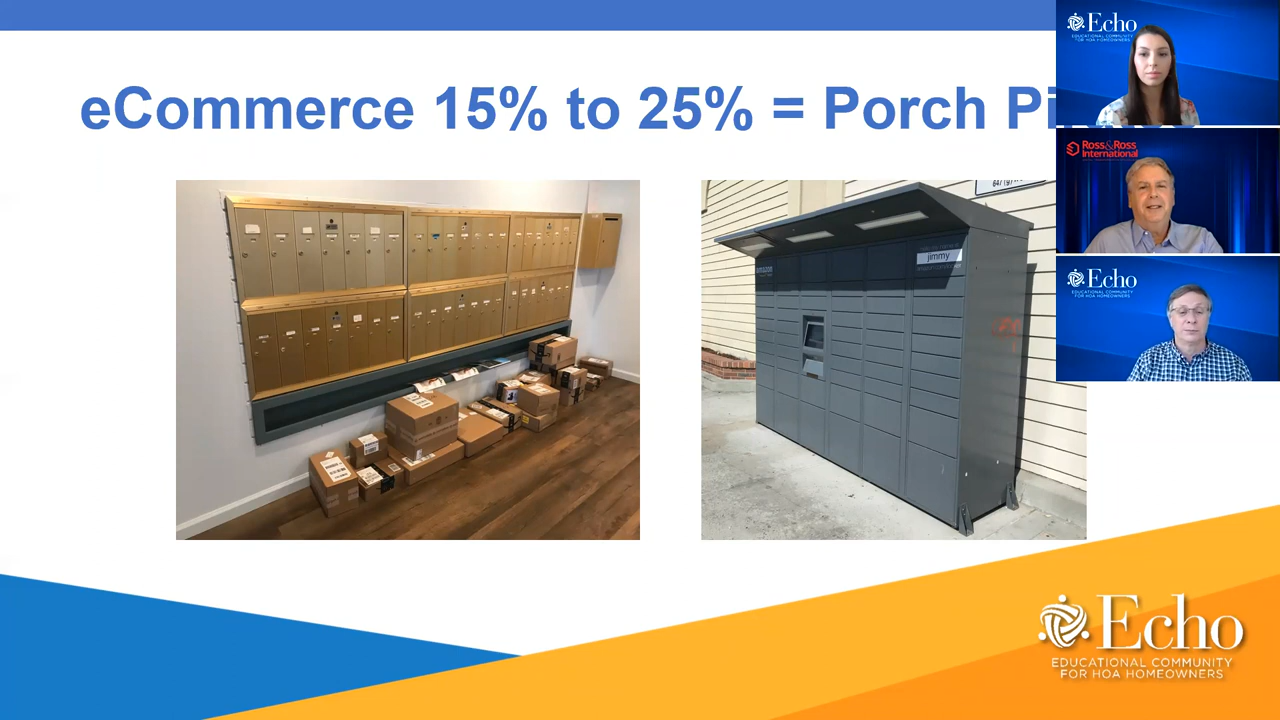 eCommerce 15% to 25% = Porch Pi
Echo
EDUCATIONAL COMMUNITY
FOR HOA HOMEOWNERS
Ross&Ross
International
Echo
EDUCATIONAL COMMUNITY
FOR HOA HOMEOWNERS
amazon
jimmy
Echo
EDUCATIONAL COMMUNITY
FOR HOA HOMEOWNERS